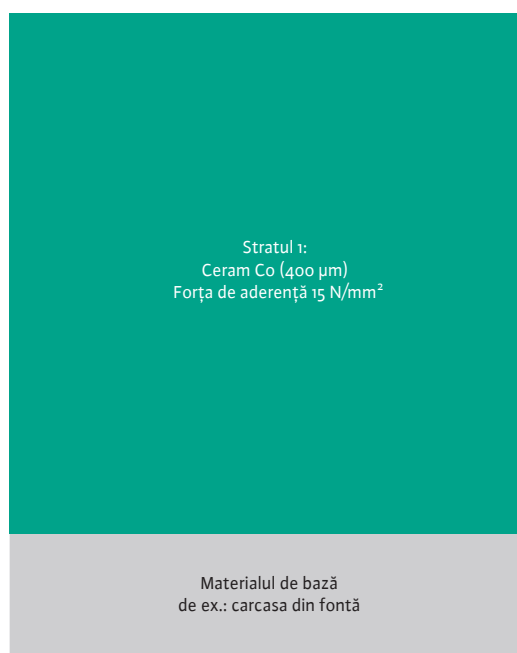 Stratul 1:
Ceram Co (400 µm)
Forța de aderență 15 N/mm²
Materialul de bază
de ex.: carcasa din fontă